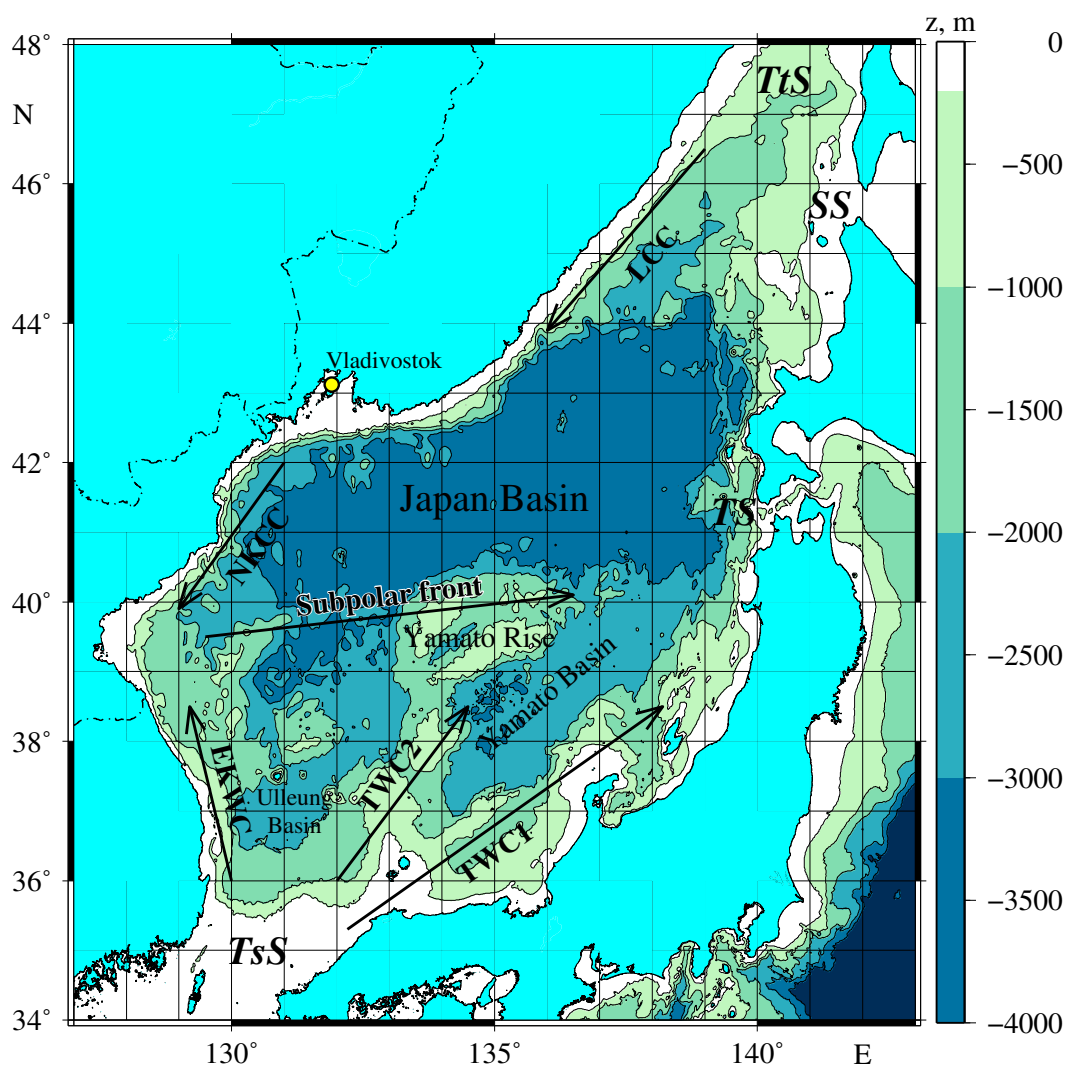 z, m
48°
0
TtS
N
−500
46°
SS
LCC
−1000
44°
Vladivostok
−1500
42°
Japan Basin
TS
−2000
NKCC
40°
Subpolar front
Yamato Rise
−2500
Yamato Basin
38°
EKWC
TWC2
−3000
Ulleung
Basin
TWC1
36°
−3500
TsS
34°
−4000
130°
135°
140°
E